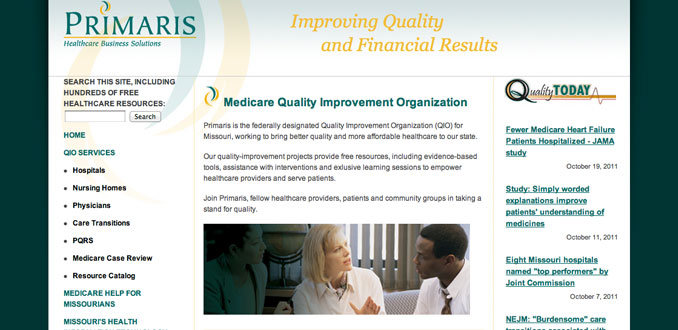 PRIMARIS
Healthcare Business Solutions
Improving Quality
and Financial Results
SEARCH THIS SITE, INCLUDING
HUNDREDS OF FREE
HEALTHCARE RESOURCES:
Search
HOME
QIO SERVICES
Hospitals
Nursing Homes
Physicians
Care Transitions
PQRS
Medicare Case Review
Resource Catalog
MEDICARE HELP FOR
MISSOURIANS
MISSOURI'S HEALTH
Medicare Quality Improvement Organization
Primaris is the federally designated Quality Improvement Organization (QIO) for
Missouri, working to bring better quality and more affordable healthcare to our state.
Our quality-improvement projects provide free resources, including evidence-based
tools, assistance with interventions and exlusive learning sessions to empower
healthcare providers and serve patients.
Join Primaris, fellow healthcare providers, patients and community groups in taking a
stand for quality.
QualityTODAY
Fewer Medicare Heart Failure
Patients Hospitalized - JAMA
study
October 19, 2011
Study: Simply worded
explanations improve
patients' understanding of
medicines
October 11, 2011
Eight Missouri hospitals
named "top performers" by
Joint Commission
October 7, 2011
NEJM: "Burdensome" care